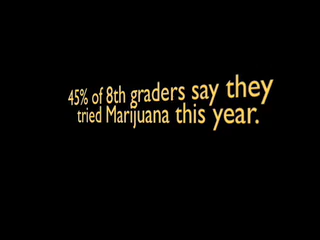 45% of 8th graders say they
tried Marijuana this year.